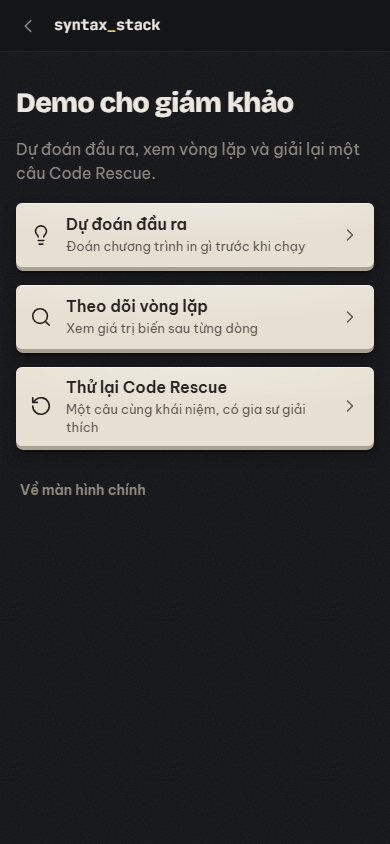 syntax_stack
Demo cho giám khảo
Dự đoán đầu ra, xem vòng lặp và giải lại một
câu Code Rescue.
Dự đoán đầu ra
Đoán chương trình in gì trước khi chạy
Theo dõi vòng lặp
Xem giá trị biến sau từng dòng
Thử lại Code Rescue
Một câu cùng khái niệm, có gia sư giải
thích
Về màn hình chính